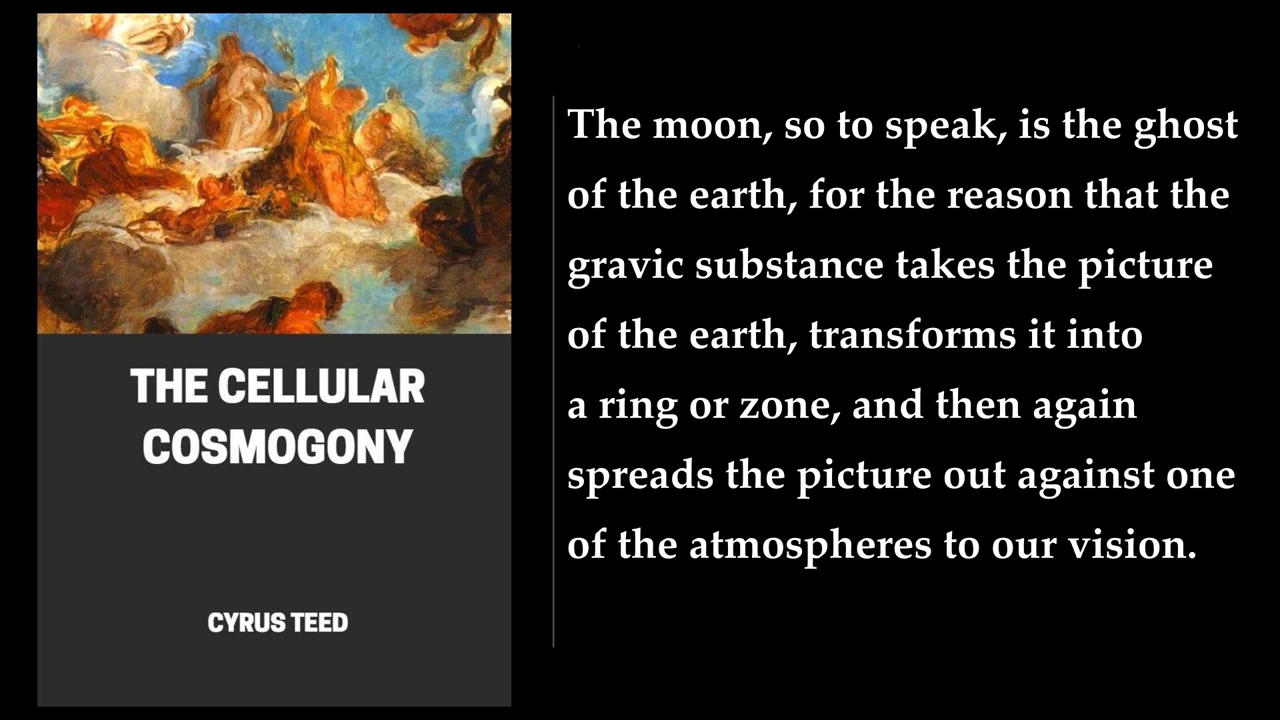 THE CELLULAR
COSMOGONY
CYRUS TEED
The moon, so to speak, is the ghost
of the earth, for the reason that the
gravic substance takes the picture
of the earth, transforms it into
a ring or zone, and then again
spreads the picture out against one
of the atmospheres to our vision.